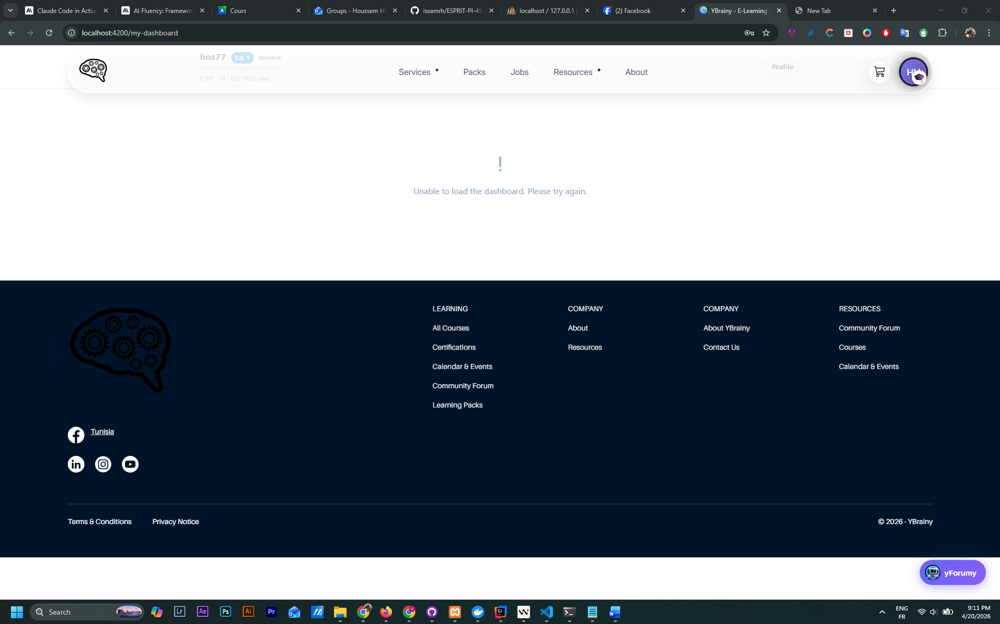 Claude Code in Actio
AI Fluency: Framewor
Cours
Groups - Houssem H
issamrh/ESPRIT-PI-4S
localhost / 127.0.0.1 |
(2) Facebook
YBrainy - E-Learning
New Tab
localhost:4200/my-dashboard
hos77 Lv. 1 Novice
0 XP • 0 / 100 XP to next
Services
Packs
Jobs
Resources
About
Profile
!
Unable to load the dashboard. Please try again.
LEARNING
All Courses
Certifications
Calendar & Events
Community Forum
Learning Packs
COMPANY
About
Resources
COMPANY
About YBrainy
Contact Us
RESOURCES
Community Forum
Courses
Calendar & Events
Tunisia
Terms & Conditions
Privacy Notice
© 2026 - YBrainy
yForumy
Search
Lr
Ae
Ps
Ai
Pr
ENG
FR
9:11 PM
4/20/2026